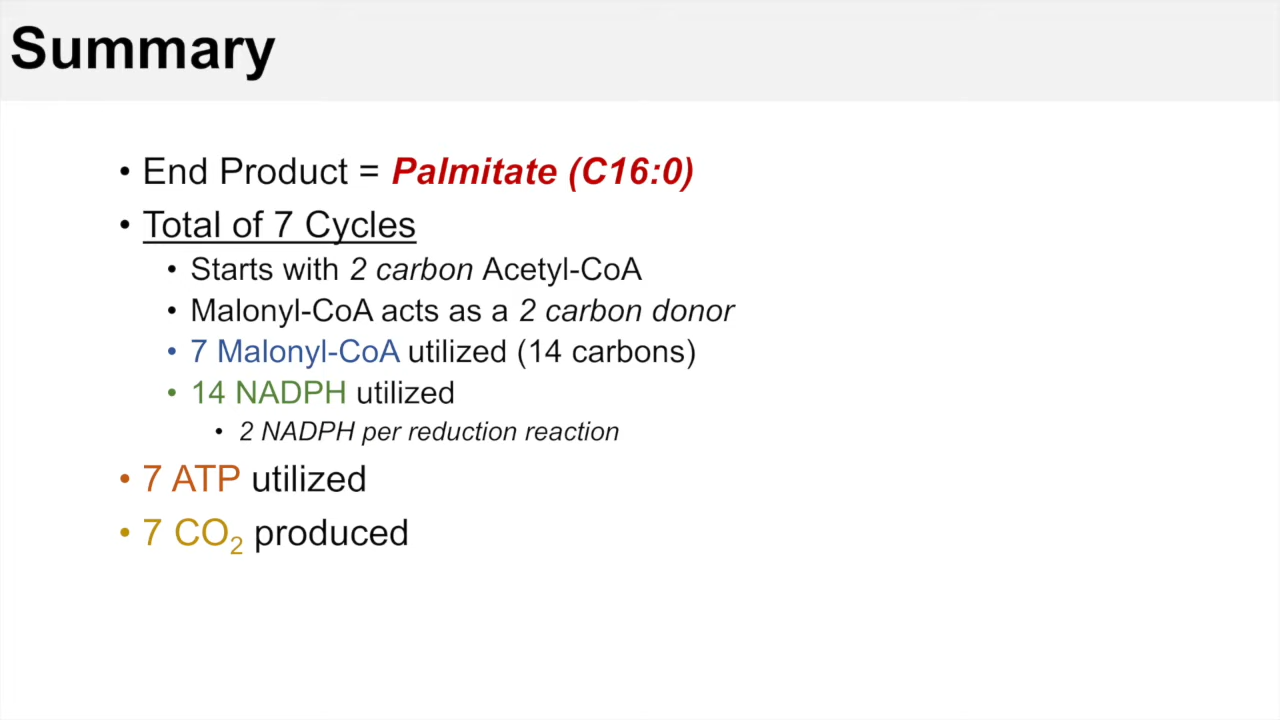 Summary
• End Product = Palmitate (C16:0)
• Total of 7 Cycles
• Starts with 2 carbon Acetyl-CoA
• Malonyl-CoA acts as a 2 carbon donor
• 7 Malonyl-CoA utilized (14 carbons)
• 14 NADPH utilized
• 2 NADPH per reduction reaction
• 7 ATP utilized
• 7 CO₂ produced